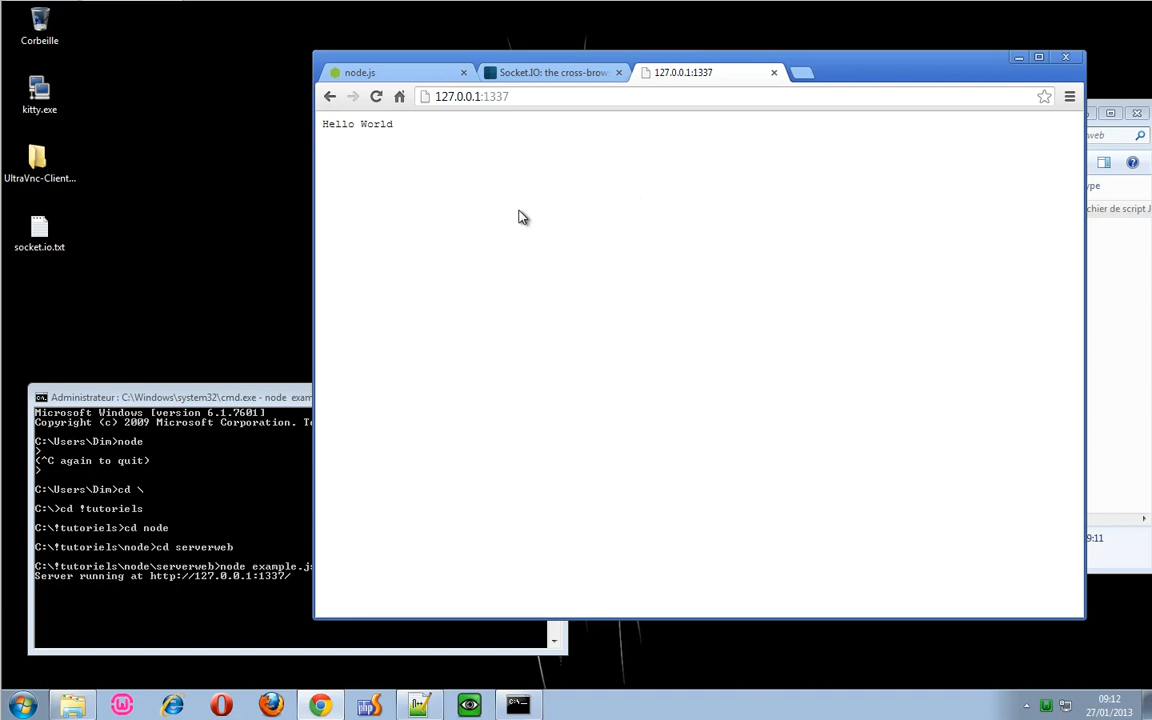 Corbeille
kitty.exe
UltraVnc-Client...
socket.io.txt
node.js
Socket.IO: the cross-brow
127.0.0.1:1337
127.0.0.1:1337
Hello World
web
ype
chier de script J
09:11
Administrateur : C:\Windows\system32\cmd.exe - node exam
Microsoft Windows [version 6.1.7601]
Copyright (c) 2009 Microsoft Corporation. T
C:\Users\Dim>node
>
(^C again to quit)
>
C:\Users\Dim>cd \
C:\>cd !tutoriels
C:\!tutoriels>cd node
C:\!tutoriels\node>cd serverweb
C:\!tutoriels\node\serverweb>node example.js
Server running at http://127.0.0.1:1337/
09:12
27/01/2013